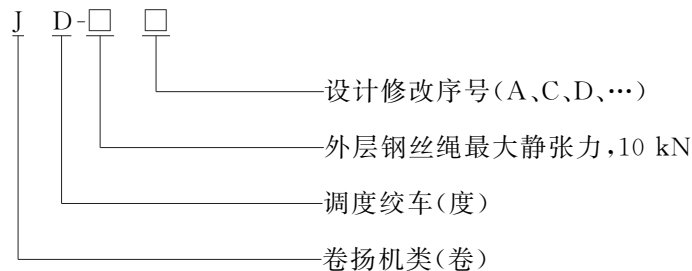 J D-□ □
设计修改序号(A、C、D、…)
外层钢丝绳最大静张力,10 kN
调度绞车(度)
卷扬机类(卷)